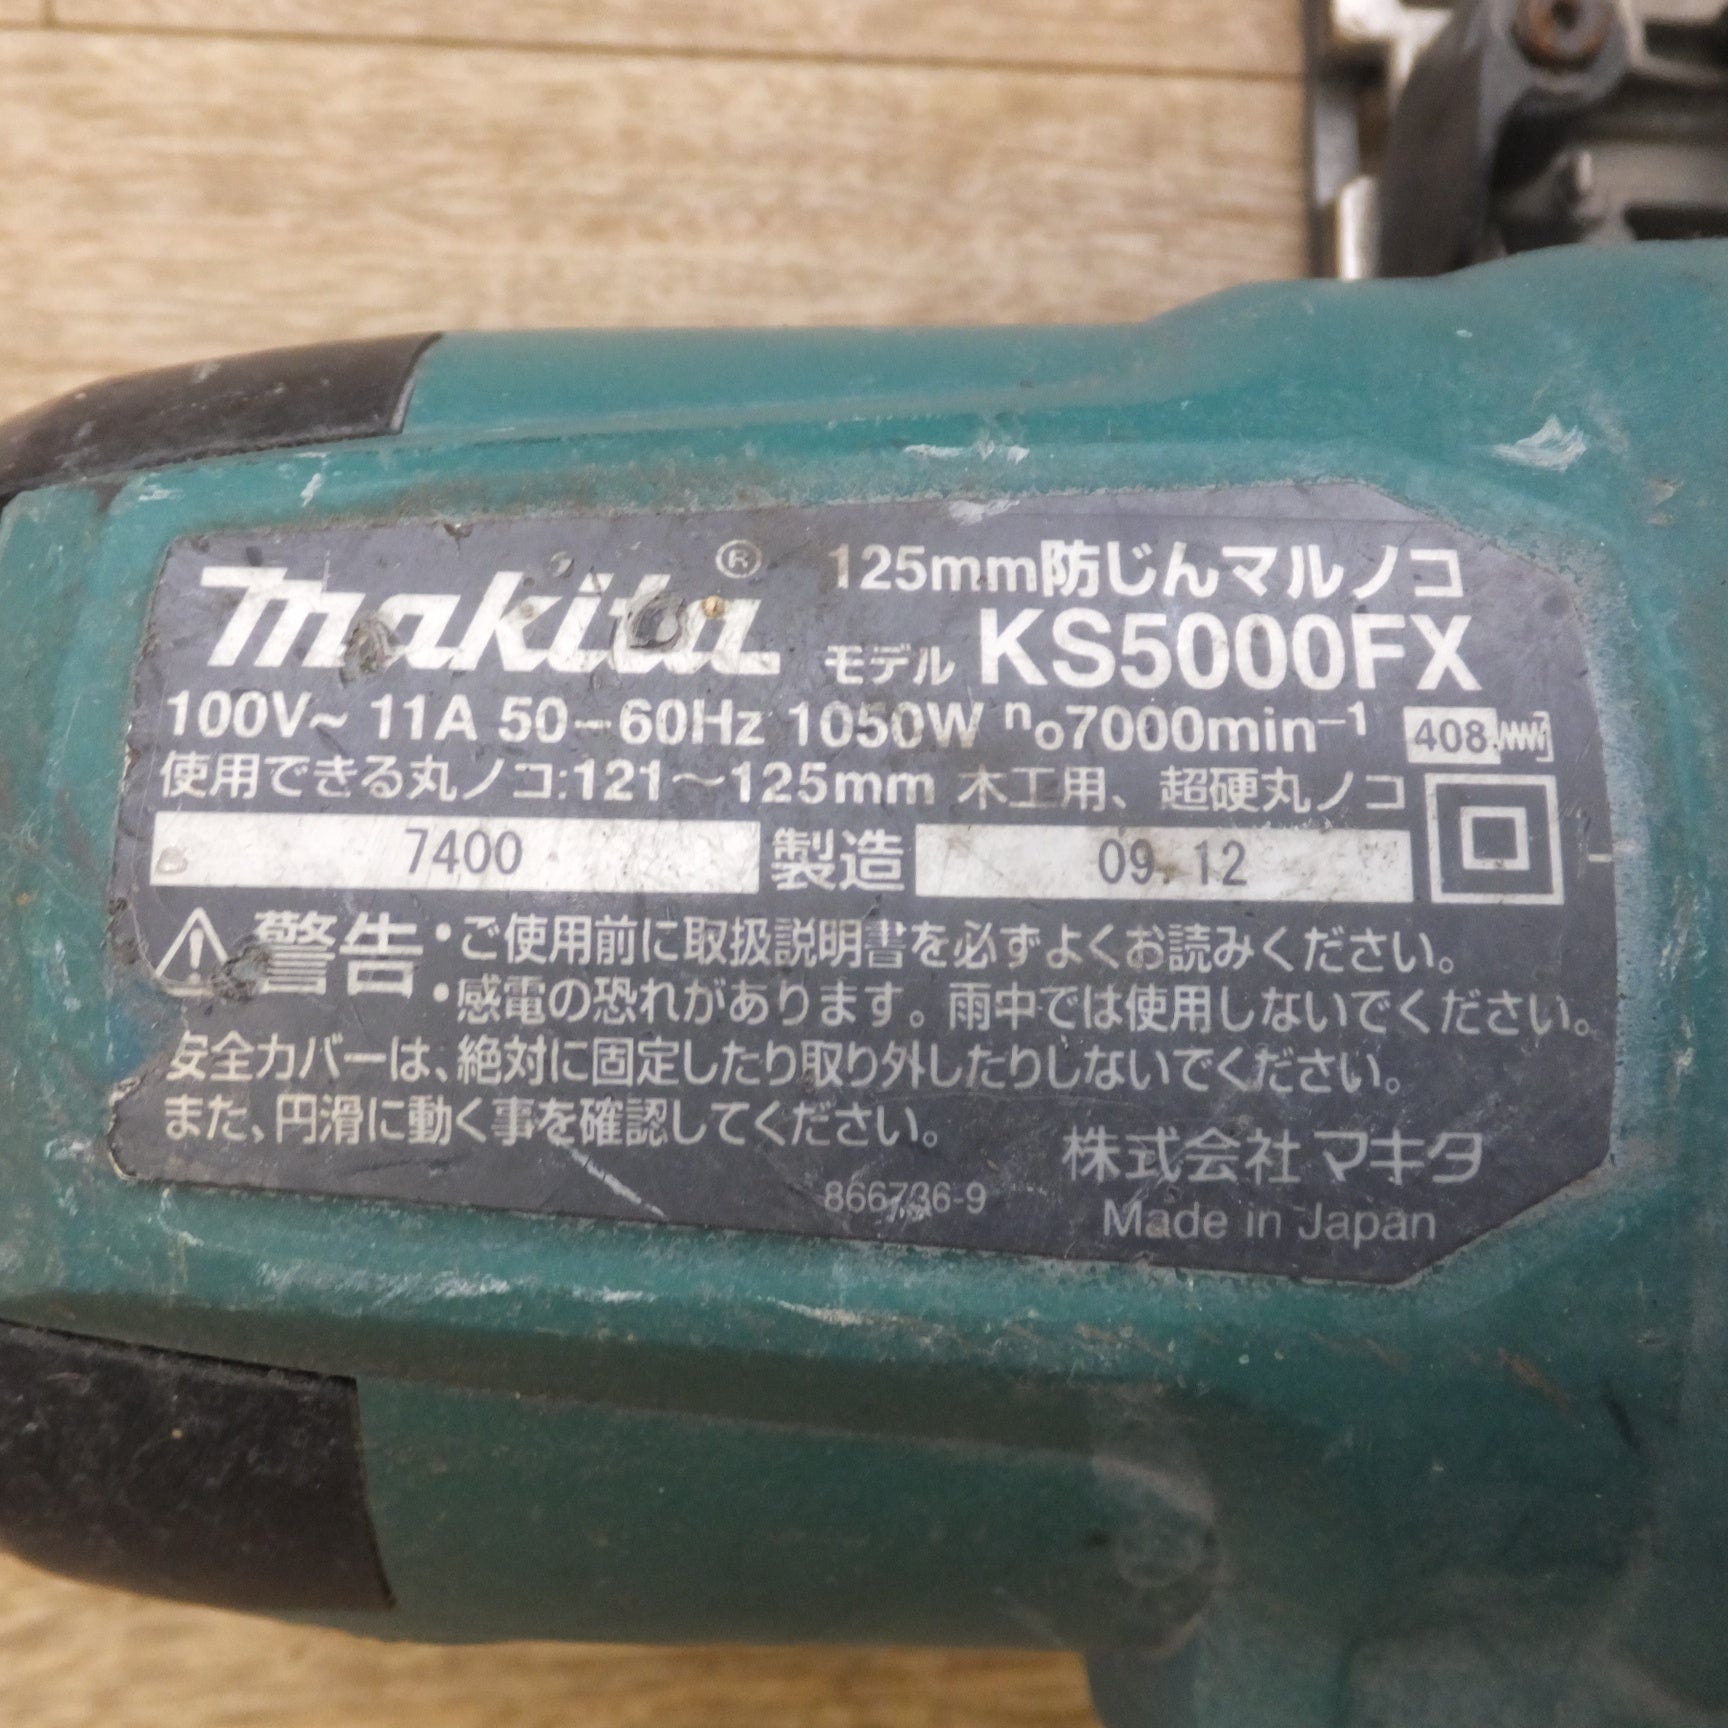 makita®
125mm防じんマルノコ
モデル KS5000FX
100V～ 11A 50－60Hz 1050W no7000min⁻¹ 408
使用できる丸ノコ:121～125mm 木工用、超硬丸ノコ
7400 製造 09.12
警告
・ご使用前に取扱説明書を必ずよくお読みください。
・感電の恐れがあります。雨中では使用しないでください。
安全カバーは、絶対に固定したり取り外したりしないでください。
また、円滑に動く事を確認してください。
株式会社マキタ
866736-9
Made in Japan